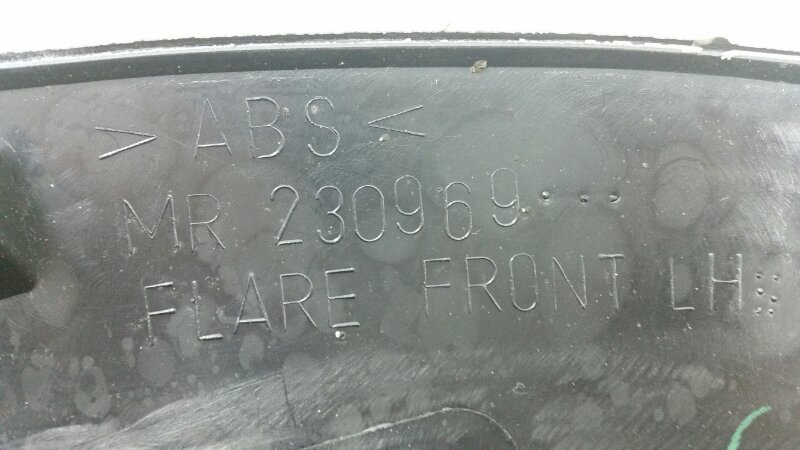 >ABS<
MR 230969...
FLARE FRONT LH